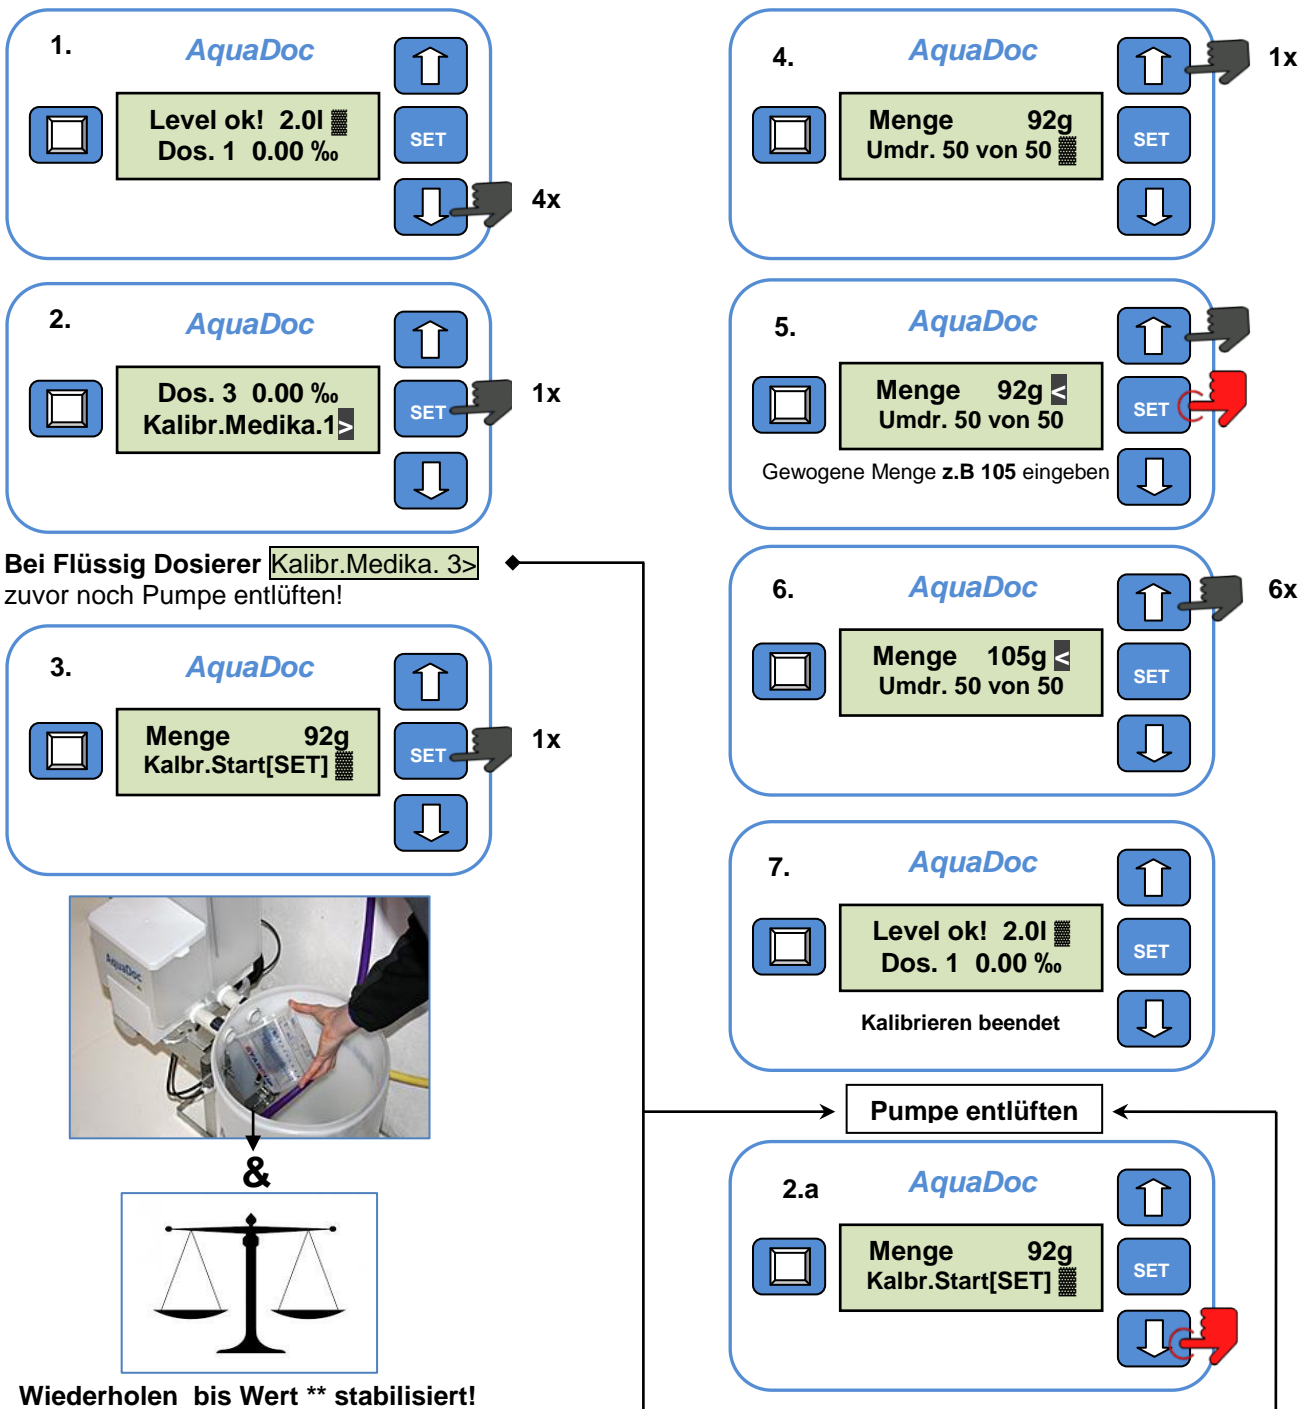 1.
AquaDoc
Level ok! 2.0l
Dos. 1 0.00 ‰
SET
4x
2.
AquaDoc
Dos. 3 0.00 ‰
Kalibr.Medika.1>
SET
1x
Bei Flüssig Dosierer Kalibr.Medika. 3>
zuvor noch Pumpe entlüften!
3.
AquaDoc
Menge 92g
Kalbr.Start[SET]
SET
1x
AquaDoc
&
Wiederholen bis Wert ** stabilisiert!
4.
AquaDoc
1x
Menge 92g
Umdr. 50 von 50
SET
5.
AquaDoc
Menge 92g <
Umdr. 50 von 50
SET
Gewogene Menge z.B 105 eingeben
6.
AquaDoc
6x
Menge 105g <
Umdr. 50 von 50
SET
7.
AquaDoc
Level ok! 2.0l
Dos. 1 0.00 ‰
SET
Kalibrieren beendet
Pumpe entlüften
2.a
AquaDoc
Menge 92g
Kalbr.Start[SET]
SET